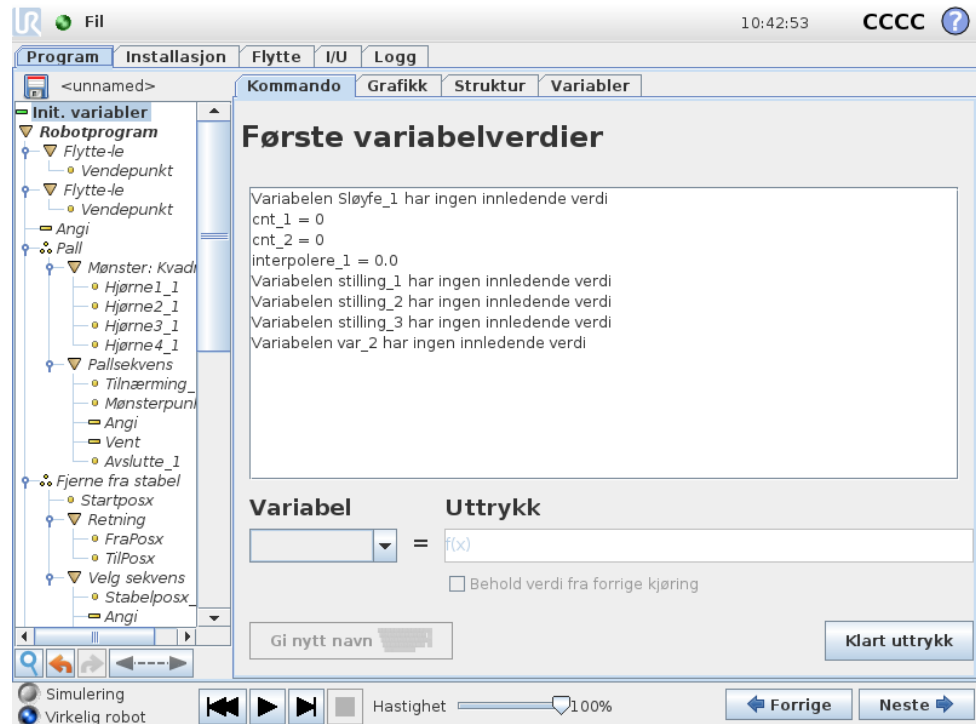 UR Fil 10:42:53 CCCC ?
Program Installasjon Flytte I/U Logg
<unnamed>
Kommando Grafikk Struktur Variabler
Init. variabler
Robotprogram
Flytte-le
Vendepunkt
Flytte-le
Vendepunkt
Angi
Pall
Mønster: Kvadr
Hjørne1_1
Hjørne2_1
Hjørne3_1
Hjørne4_1
Pallsekvens
Tilnærming_
Mønsterpunl
Angi
Vent
Avslutte_1
Fjerne fra stabel
Startposx
Retning
FraPosx
TilPosx
Velg sekvens
Stabelposx_
Angi
Første variabelverdier
Variabelen Sløyfe_1 har ingen innledende verdi
cnt_1 = 0
cnt_2 = 0
interpolere_1 = 0.0
Variabelen stilling_1 har ingen innledende verdi
Variabelen stilling_2 har ingen innledende verdi
Variabelen stilling_3 har ingen innledende verdi
Variabelen var_2 har ingen innledende verdi
Variabel Uttrykk
= f(x)
Behold verdi fra forrige kjøring
Gi nytt navn
Klart uttrykk
Simulering
Virkelig robot
Hastighet 100%
Forrige Neste